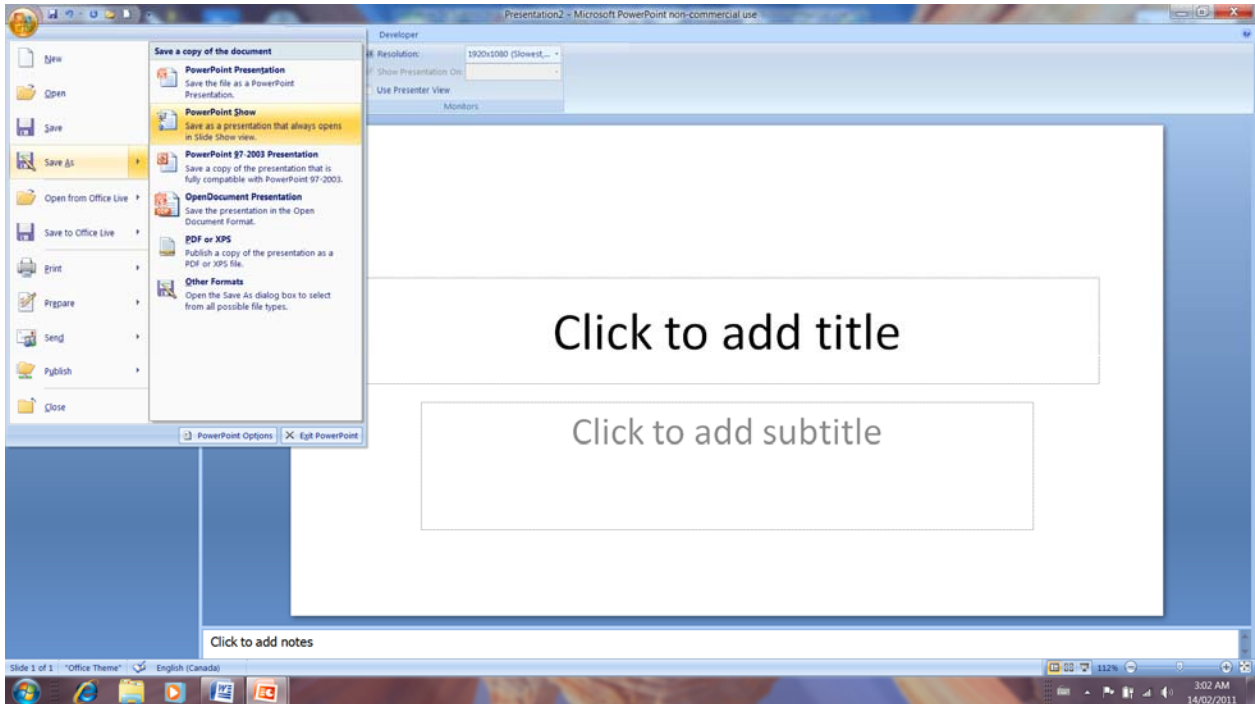 Presentation2 - Microsoft PowerPoint non-commercial use
Developer
New
Open
Save
Save As
Open from Office Live
Save to Office Live
Print
Prepare
Send
Publish
Close
Save a copy of the document
PowerPoint Presentation
Save the file as a PowerPoint
Presentation.
PowerPoint Show
Save as a presentation that always opens
in Slide Show view.
PowerPoint 97-2003 Presentation
Save a copy of the presentation that is
fully compatible with PowerPoint 97-2003.
OpenDocument Presentation
Save the presentation in the Open
Document Format.
PDF or XPS
Publish a copy of the presentation as a
PDF or XPS file.
Other Formats
Open the Save As dialog box to select
from all possible file types.
PowerPoint Options
Exit PowerPoint
Resolution:
1920x1080 (Slowest,...
Show Presentation On:
Use Presenter View
Monitors
Click to add title
Click to add subtitle
Click to add notes
Slide 1 of 1
"Office Theme"
English (Canada)
112%
3:02 AM
14/02/2011